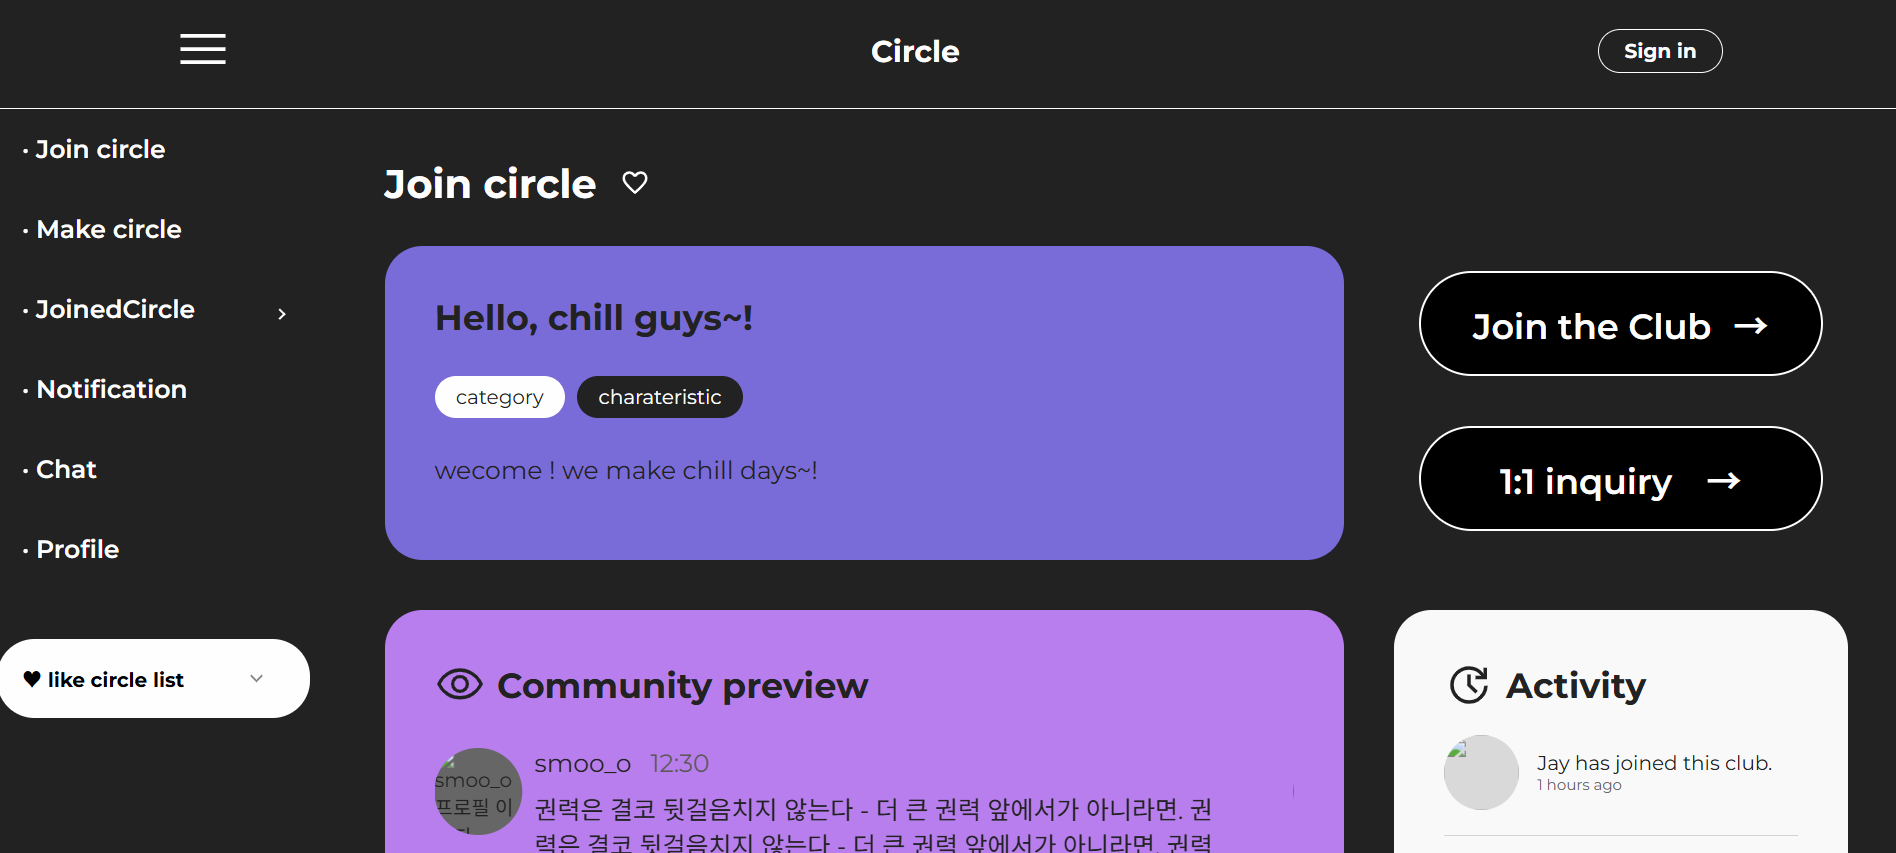 Circle
Sign in
· Join circle
· Make circle
· JoinedCircle
· Notification
· Chat
· Profile
♥ like circle list
Join circle
Hello, chill guys~!
category
charateristic
wecome ! we make chill days~!
Join the Club →
1:1 inquiry →
Community preview
smoo_o 12:30
smoo_o
프로필 이
권력은 결코 뒷걸음치지 않는다 - 더 큰 권력 앞에서가 아니라면. 권
력은 결코 뒷걸음치지 않는다 - 더 큰 권력 앞에서가 아니라면. 권력
Activity
Jay has joined this club.
1 hours ago